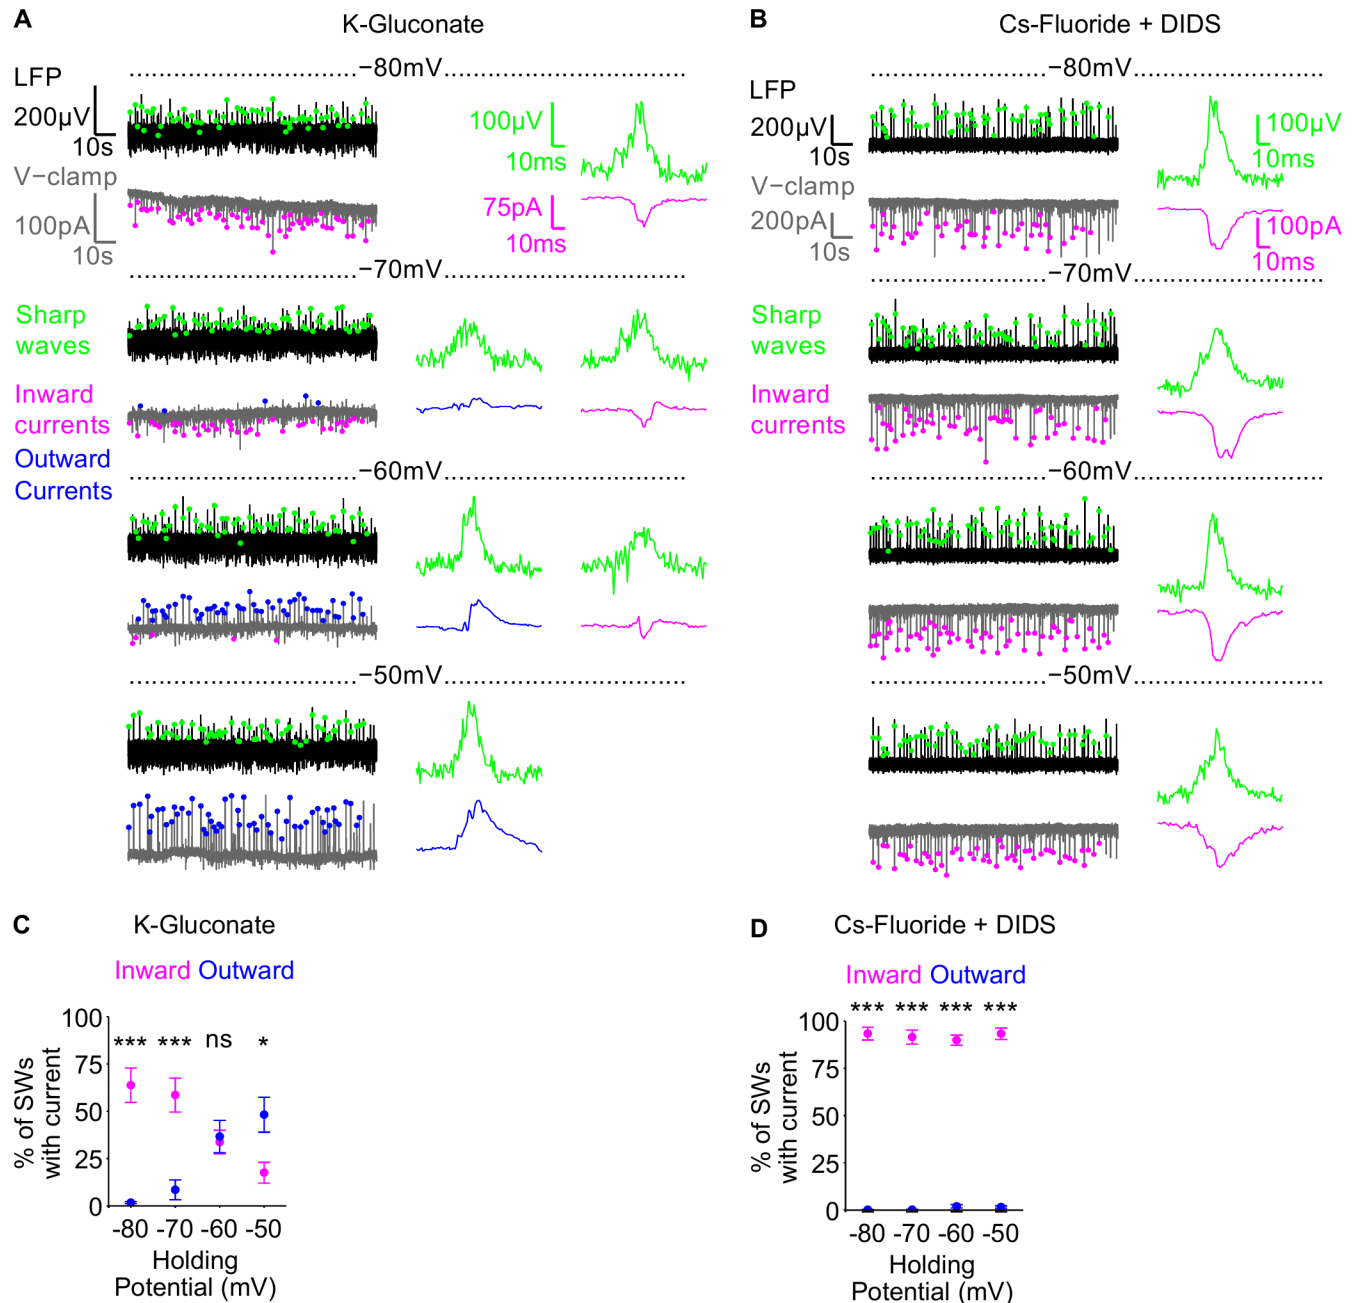 A
K-Gluconate
−80mV
LFP
200µV
10s
V−clamp
100pA
10s
100µV
10ms
75pA
10ms
−70mV
Sharp
waves
Inward
currents
Outward
Currents
−60mV
−50mV
B
Cs-Fluoride + DIDS
−80mV
LFP
200µV
10s
V−clamp
200pA
10s
100µV
10ms
100pA
10ms
−70mV
Sharp
waves
Inward
currents
−60mV
−50mV
C
K-Gluconate
Inward Outward
% of SWs
with current
100
75
50
25
0
*** *** ns *
-80 -70 -60 -50
Holding
Potential (mV)
D
Cs-Fluoride + DIDS
Inward Outward
% of SWs
with current
100
75
50
25
0
*** *** *** ***
-80 -70 -60 -50
Holding
Potential (mV)